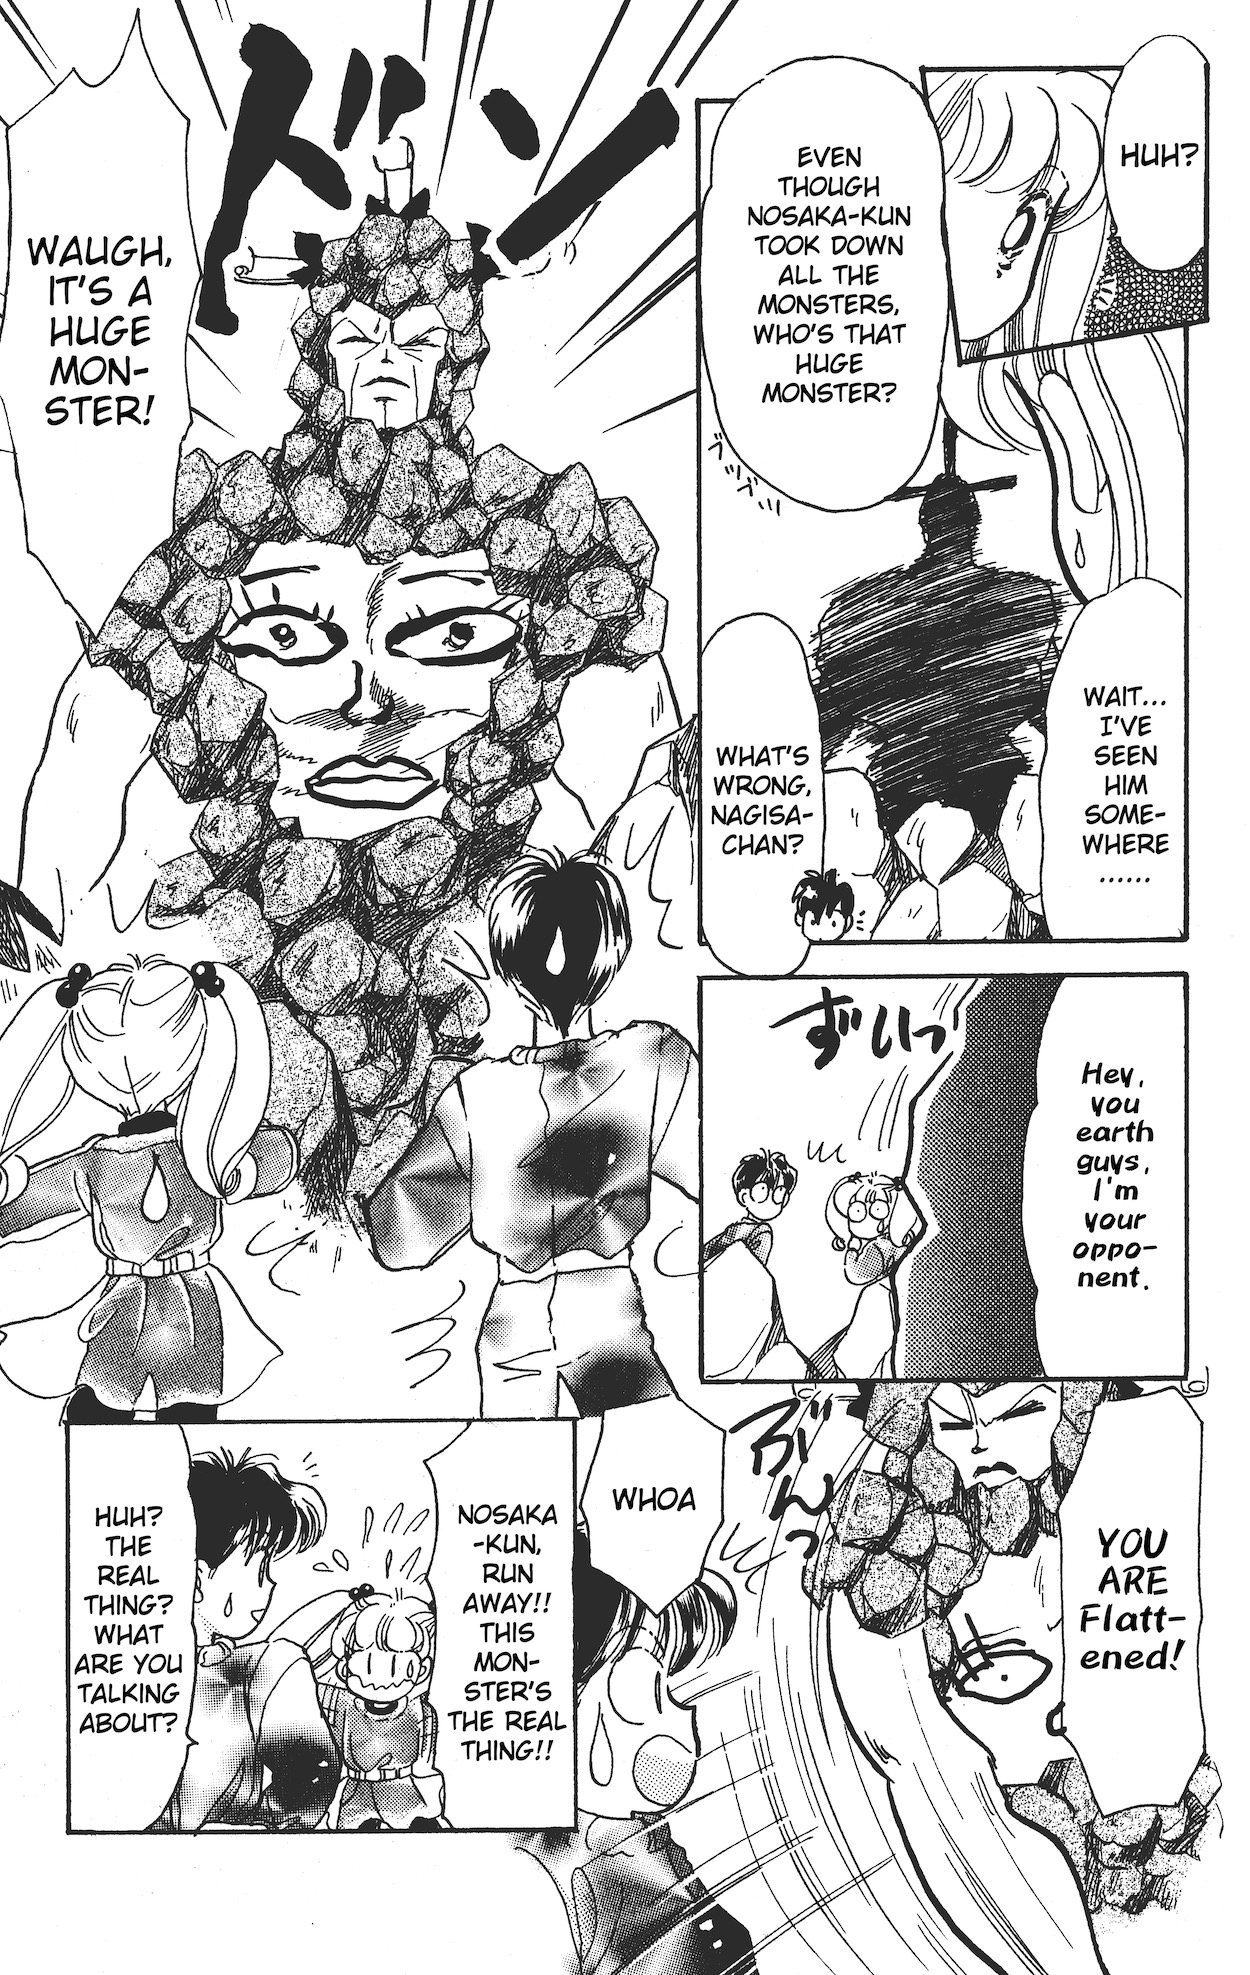 HUH?
EVEN
THOUGH
NOSAKA-KUN
TOOK DOWN
ALL THE
MONSTERS,
WHO'S THAT
HUGE
MONSTER?
ブブブ…
WAIT...
I'VE
SEEN
HIM
SOME-
WHERE
......
WHAT'S
WRONG,
NAGISA-
CHAN?
Hey,
you
earth
guys,
I'm
your
oppo-
nent.
ずいっ
ドーン
WAUGH,
IT'S A
HUGE
MON-
STER!
YOU
ARE
Flatt-
ened!
ぶんっ
WHOA
NOSAKA
-KUN,
RUN
AWAY!!
THIS
MON-
STER'S
THE REAL
THING!!
HUH?
THE
REAL
THING?
WHAT
ARE YOU
TALKING
ABOUT?